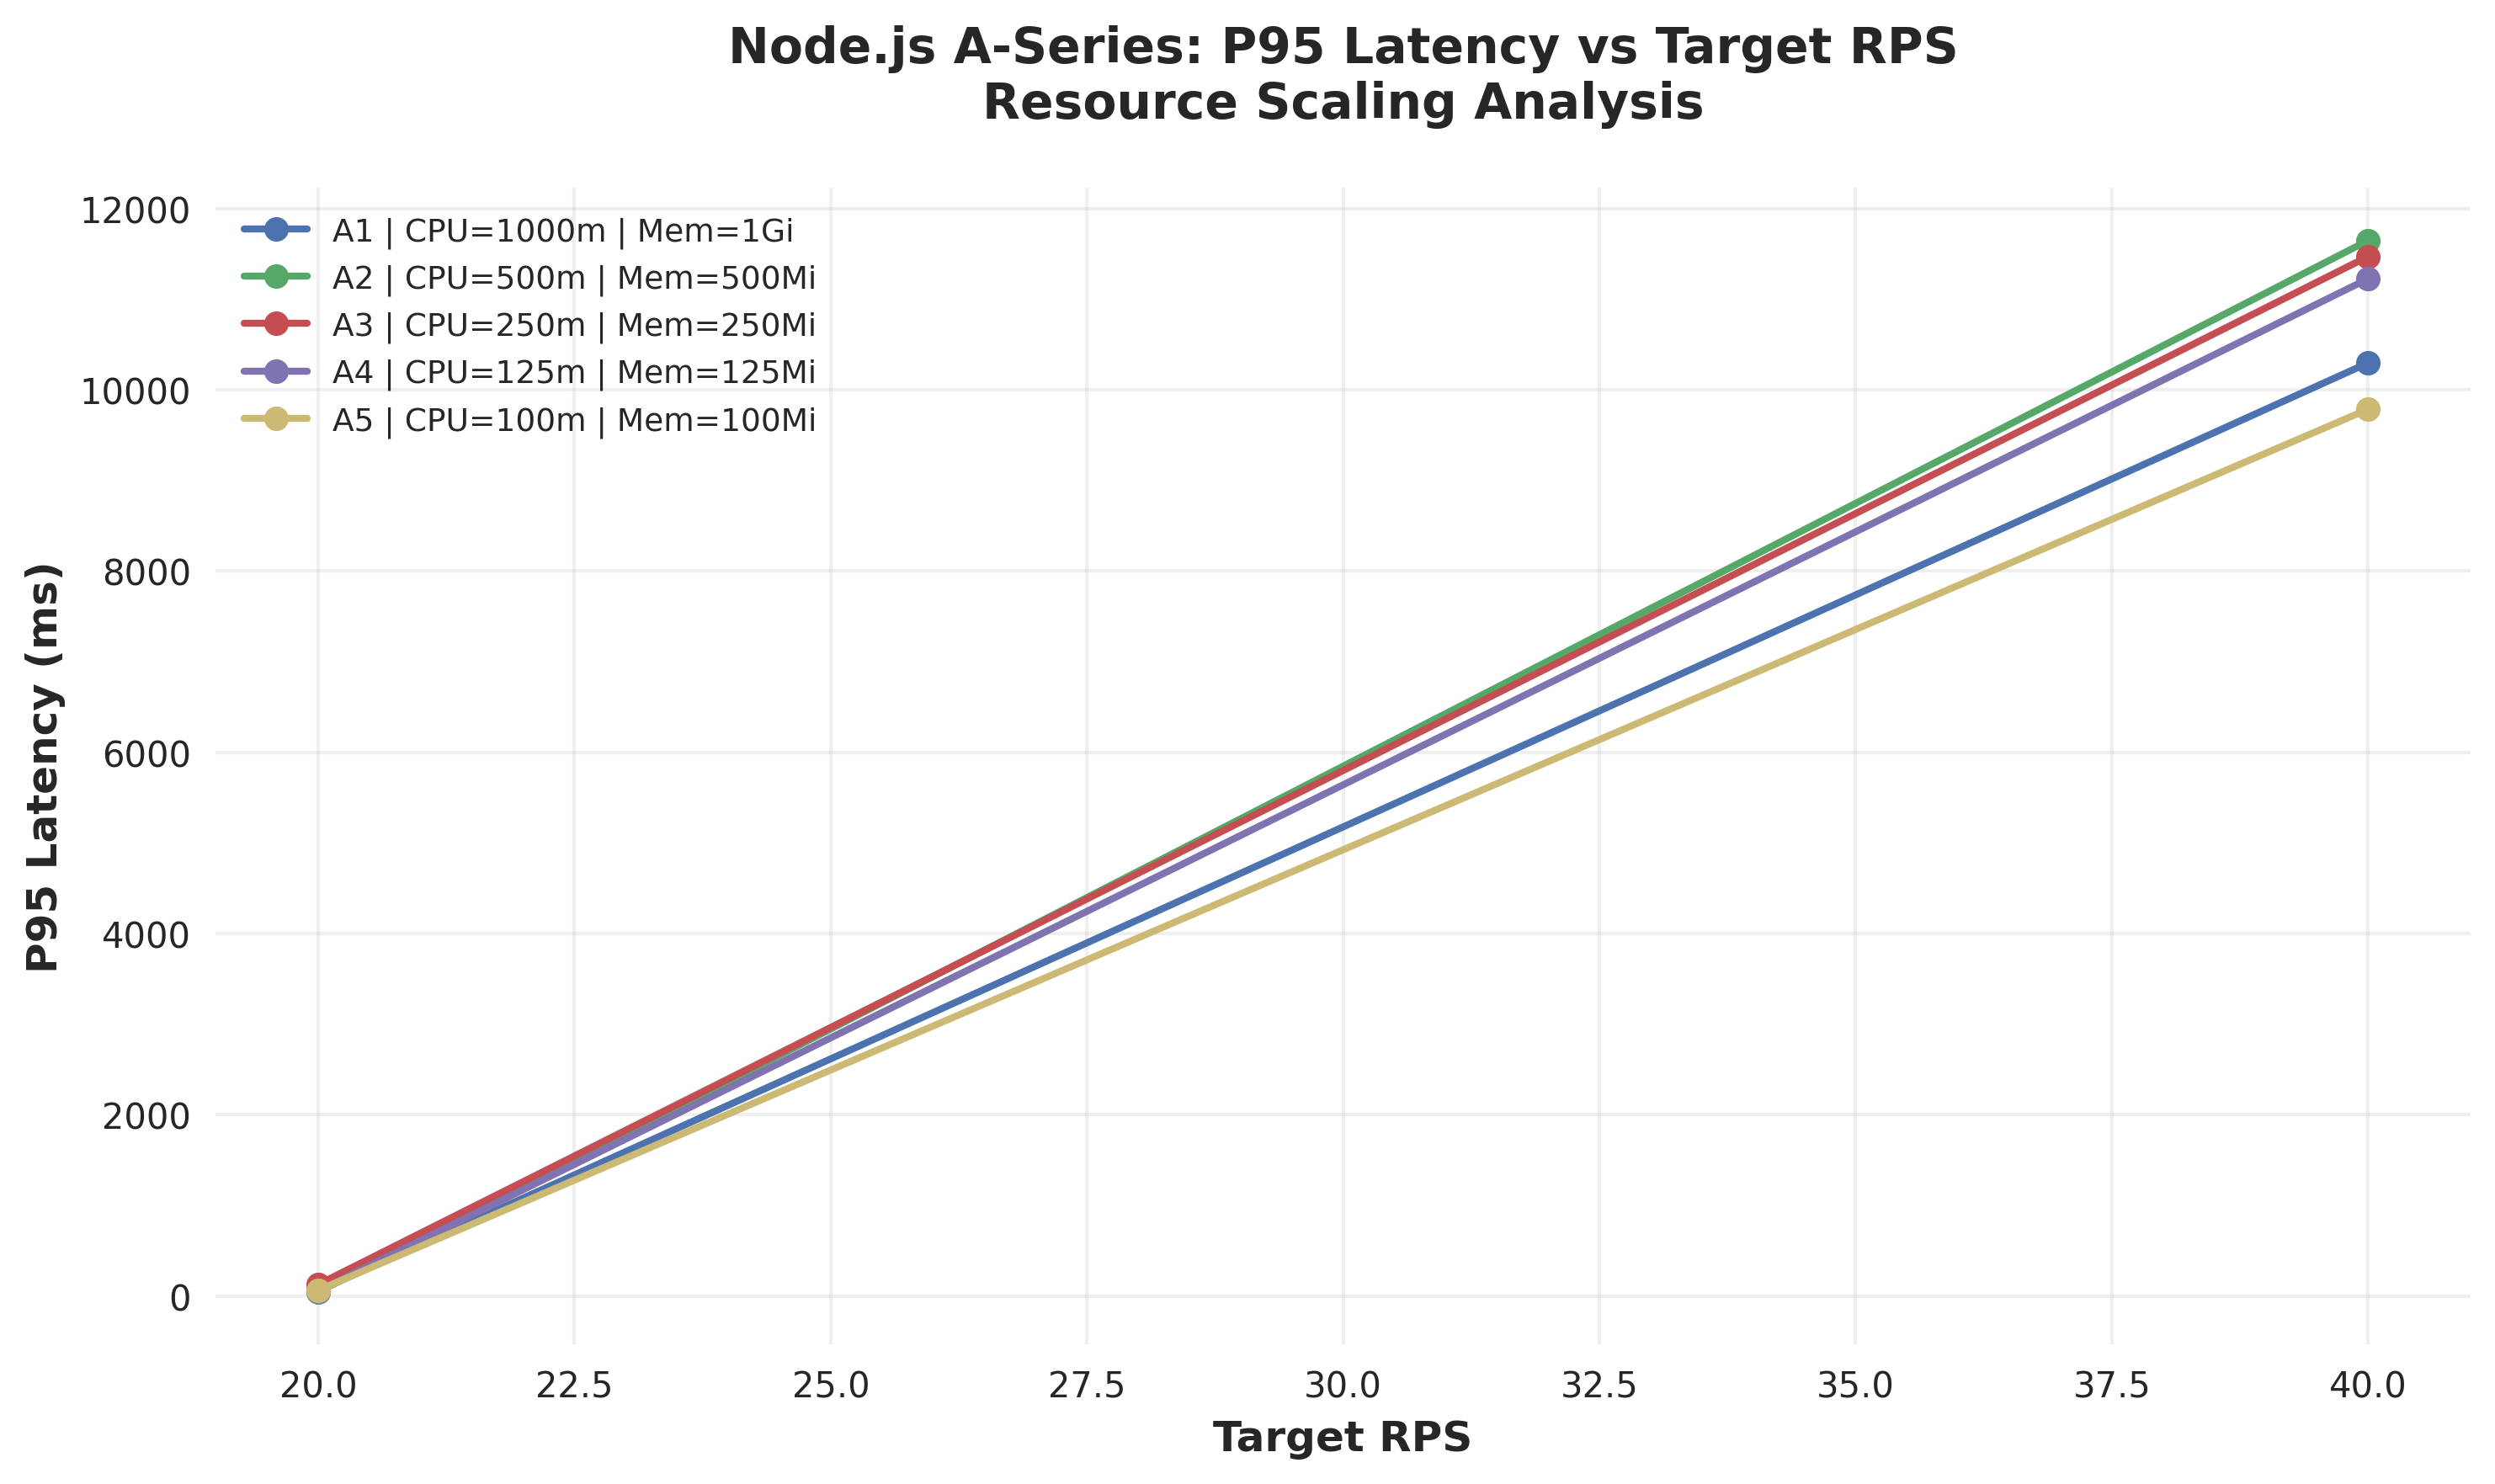 Node.js A-Series: P95 Latency vs Target RPS
Resource Scaling Analysis
A1 | CPU=1000m | Mem=1Gi
A2 | CPU=500m | Mem=500Mi
A3 | CPU=250m | Mem=250Mi
A4 | CPU=125m | Mem=125Mi
A5 | CPU=100m | Mem=100Mi
P95 Latency (ms)
12000
10000
8000
6000
4000
2000
0
20.0 22.5 25.0 27.5 30.0 32.5 35.0 37.5 40.0
Target RPS